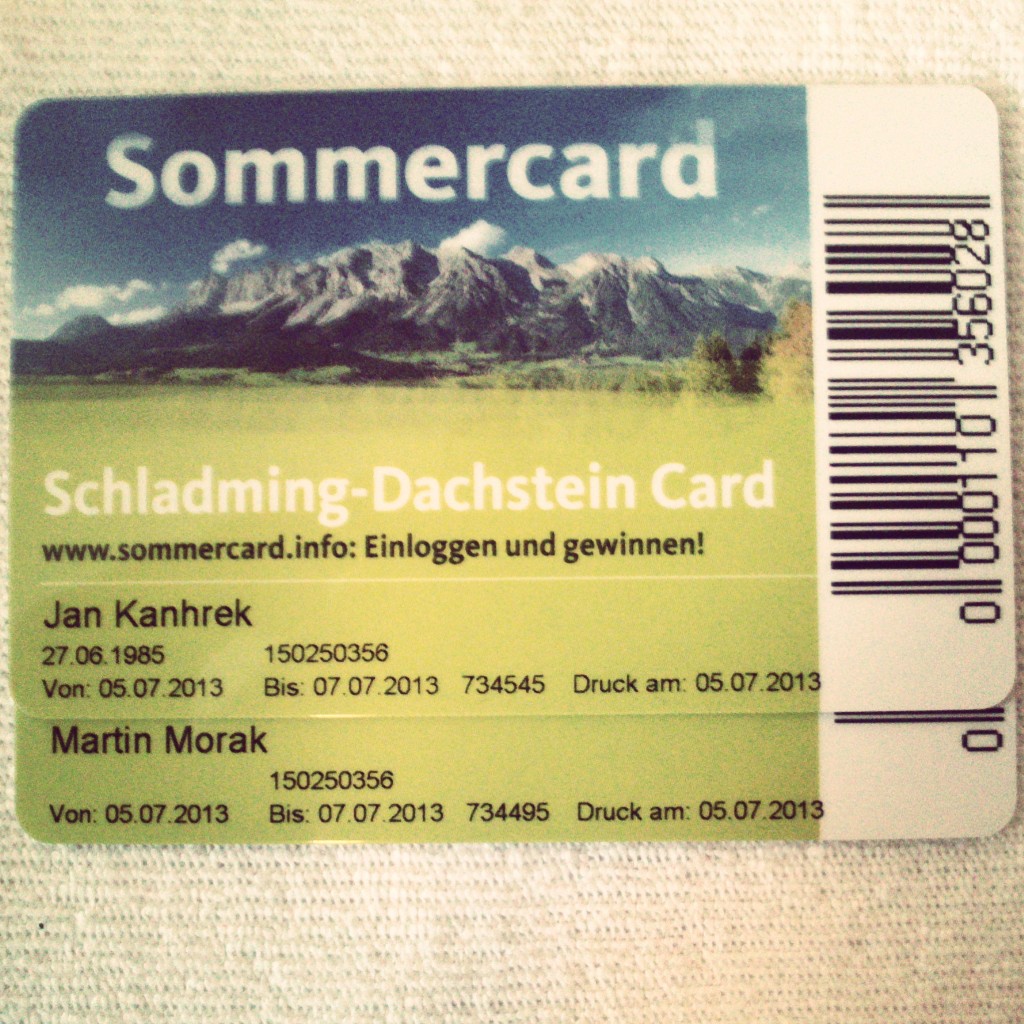 Sommercard
Schladming-Dachstein Card
www.sommercard.info: Einloggen und gewinnen!
Jan Kanhrek
27.06.1985 150250356
Von: 05.07.2013 Bis: 07.07.2013 734545 Druck am: 05.07.2013
Martin Morak
150250356
Von: 05.07.2013 Bis: 07.07.2013 734495 Druck am: 05.07.2013
0 000110 356028
0